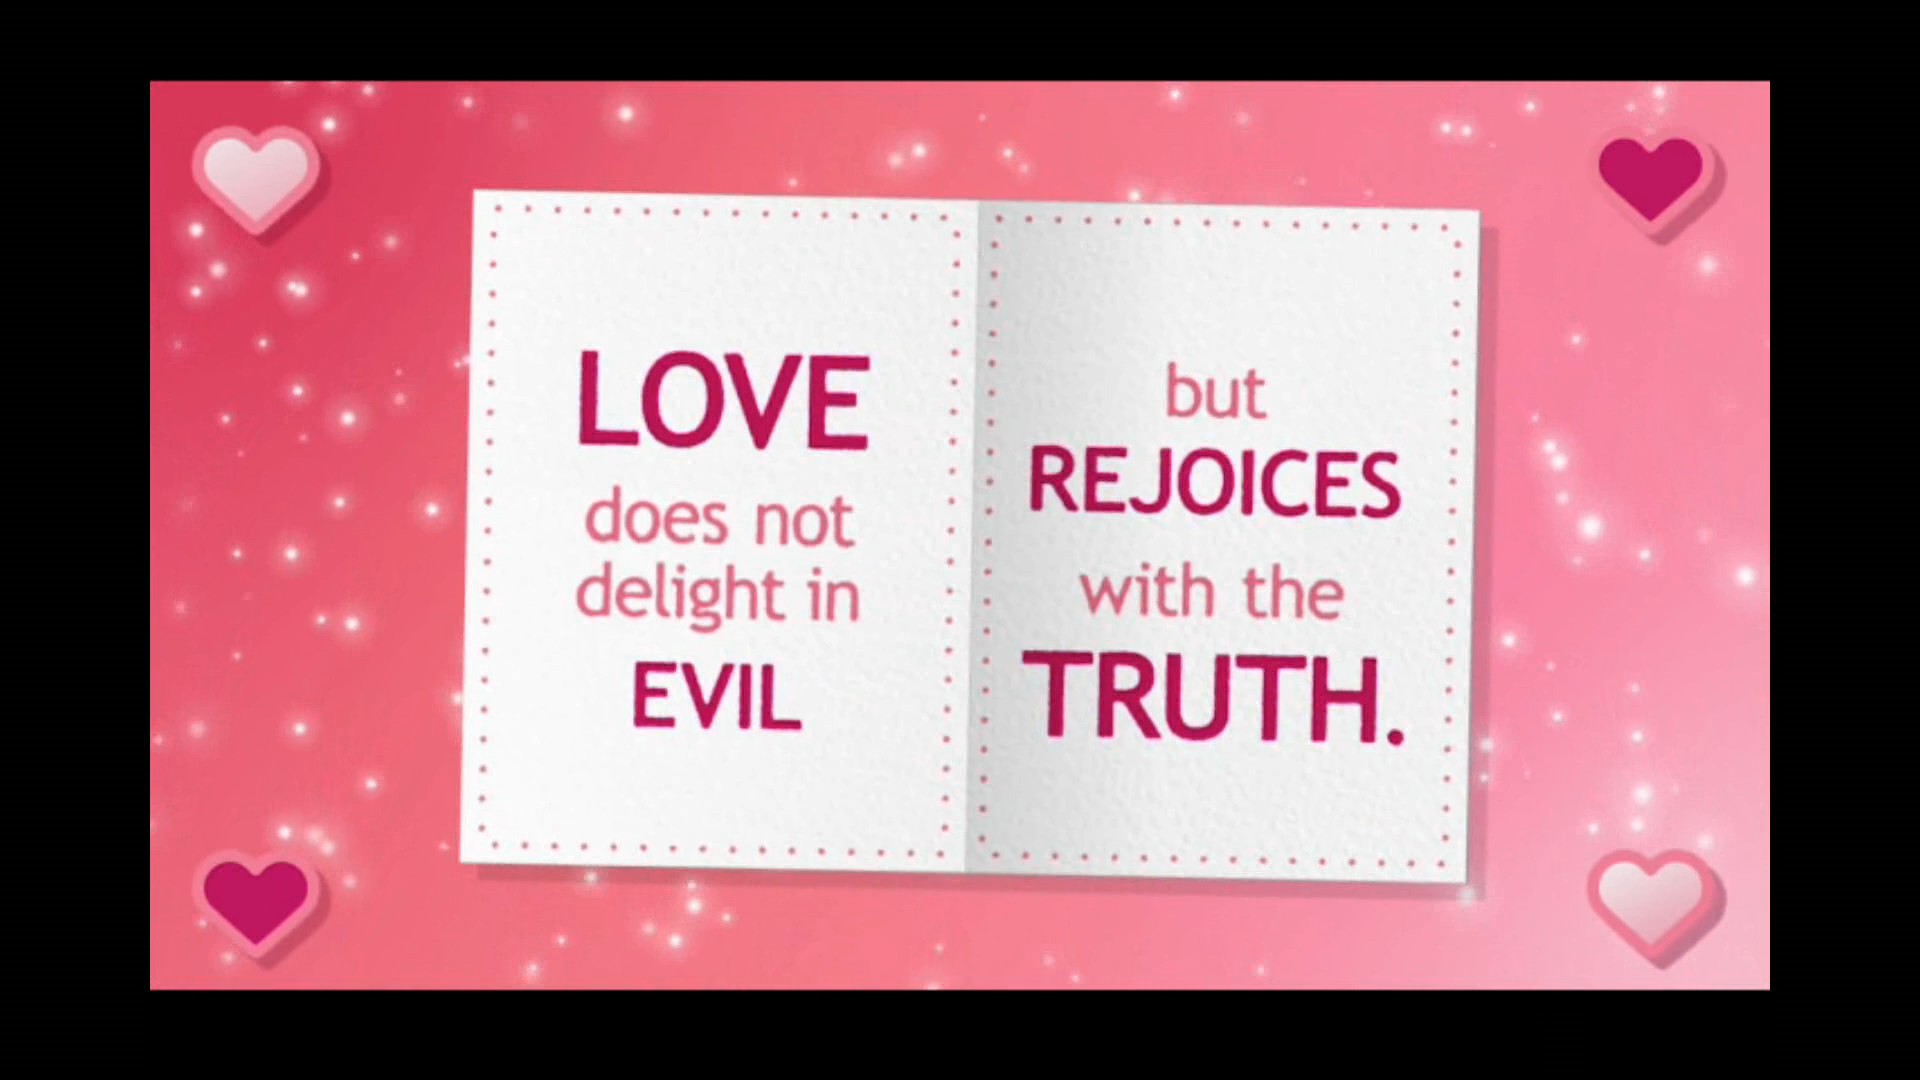 LOVE
does not
delight in
EVIL
but
REJOICES
with the
TRUTH.